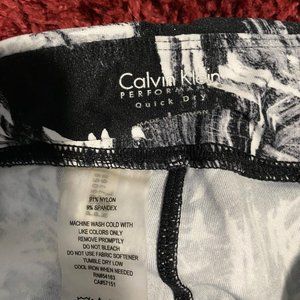 Calvin Klein
PERFORMANCE
Quick Dry
91% NYLON
9% SPANDEX
MACHINE WASH COLD WITH
LIKE COLORS ONLY
REMOVE PROMPTLY
DO NOT BLEACH
DO NOT USE FABRIC SOFTENER
TUMBLE DRY LOW
COOL IRON WHEN NEEDED
RN#54163
CA#57151